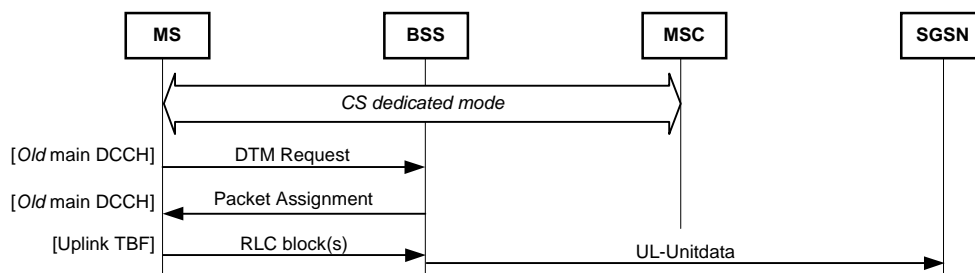 MS BSS MSC SGSN
CS dedicated mode
[Old main DCCH] DTM Request
[Old main DCCH] Packet Assignment
[Uplink TBF] RLC block(s) UL-Unitdata